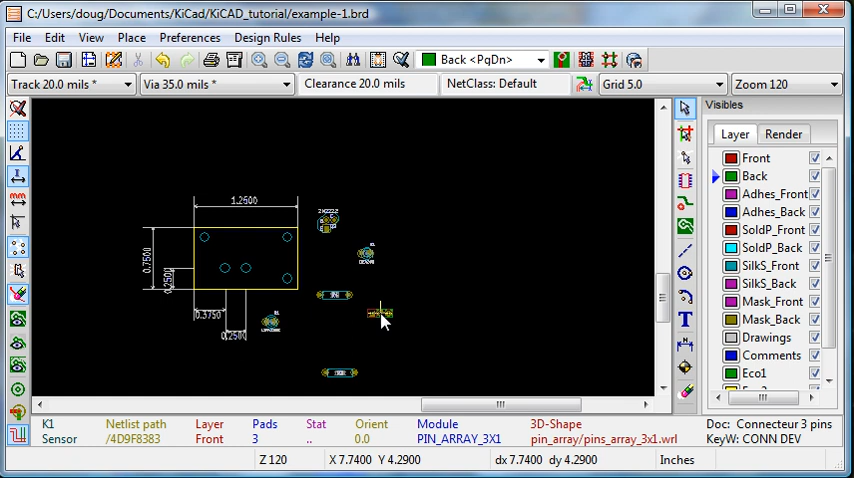 C:/Users/doug/Documents/KiCad/KiCAD_tutorial/example-1.brd
File Edit View Place Preferences Design Rules Help
Back <PgDn>
Track 20.0 mils * Via 35.0 mils * Clearance 20.0 mils NetClass: Default Grid 5.0 Zoom 120
Visibles
Layer Render
Front
Back
Adhes_Front
Adhes_Back
SoldP_Front
SoldP_Back
SilkS_Front
SilkS_Back
Mask_Front
Mask_Back
Drawings
Comments
Eco1
1.2500
0.7500
0.2500
0.3750
0.2500
2N2222
K1 Netlist path Layer Pads Stat Orient Module 3D-Shape Doc: Connecteur 3 pins
Sensor /4D9F8383 Front 3 .. 0.0 PIN_ARRAY_3X1 pin_array/pins_array_3x1.wrl KeyW: CONN DEV
Z 120 X 7.7400 Y 4.2900 dx 7.7400 dy 4.2900 Inches